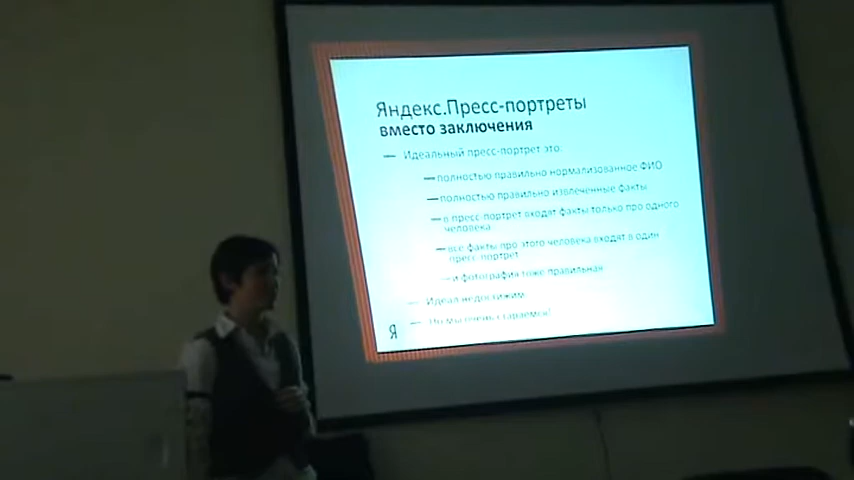 Яндекс.Пресс-портреты
вместо заключения
— Идеальный пресс-портрет это:
— полностью правильно нормализованное ФИО
— полностью правильно извлеченные факты
— в пресс-портрет входят факты только про одного
человека
— все факты про этого человека входят в один
пресс-портрет
— и фотография тоже правильная
— Идеал недостижим
— Но мы очень стараемся!
Я